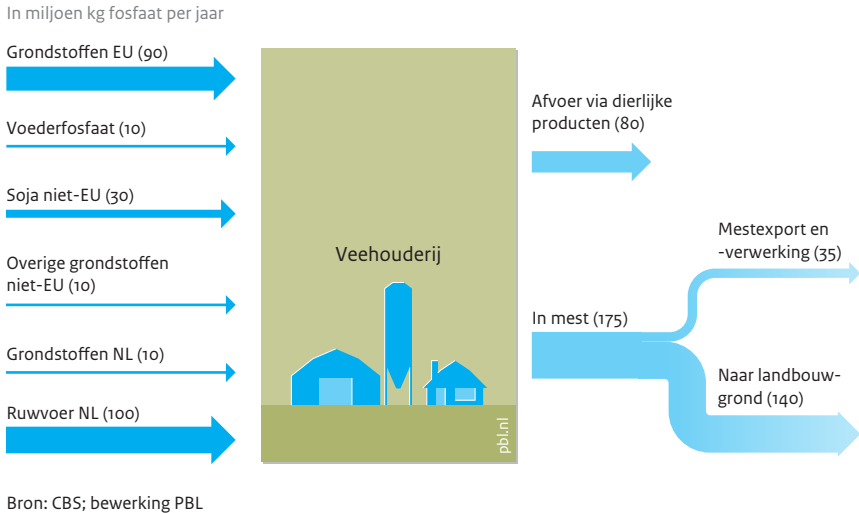 In miljoen kg fosfaat per jaar
Grondstoffen EU (90)
Voederfosfaat (10)
Soja niet-EU (30)
Overige grondstoffen
niet-EU (10)
Grondstoffen NL (10)
Ruwvoer NL (100)
Veehouderij
pbl.nl
Afvoer via dierlijke
producten (80)
In mest (175)
Mestexport en
-verwerking (35)
Naar landbouw-
grond (140)
Bron: CBS; bewerking PBL